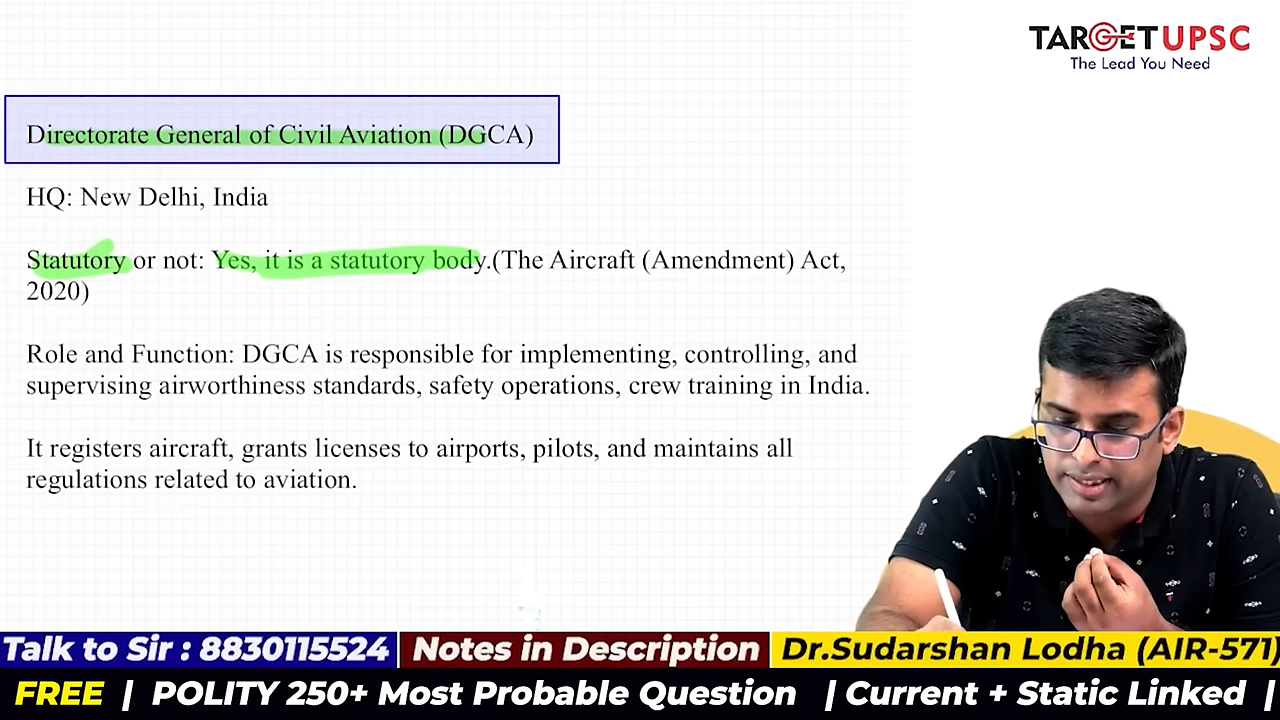 TARGETUPSC
The Lead You Need
Directorate General of Civil Aviation (DGCA)
HQ: New Delhi, India
Statutory or not: Yes, it is a statutory body.(The Aircraft (Amendment) Act,
2020)
Role and Function: DGCA is responsible for implementing, controlling, and
supervising airworthiness standards, safety operations, crew training in India.
It registers aircraft, grants licenses to airports, pilots, and maintains all
regulations related to aviation.
Talk to Sir : 8830115524 Notes in Description Dr.Sudarshan Lodha (AIR-571)
FREE | POLITY 250+ Most Probable Question | Current + Static Linked |